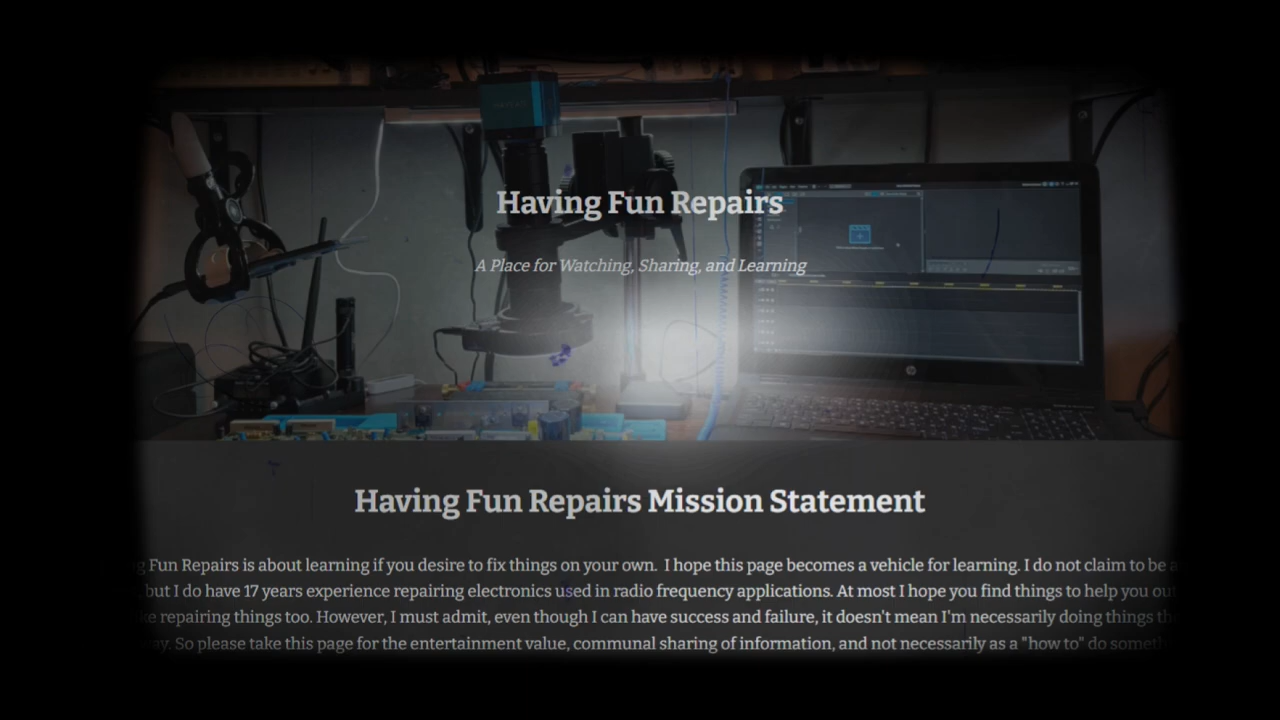 Having Fun Repairs
A Place for Watching, Sharing, and Learning
Having Fun Repairs Mission Statement
Fun Repairs is about learning if you desire to fix things on your own. I hope this page becomes a vehicle for learning. I do not claim to be a
but I do have 17 years experience repairing electronics used in radio frequency applications. At most I hope you find things to help you out
repairing things too. However, I must admit, even though I can have success and failure, it doesn't mean I'm necessarily doing things
So please take this page for the entertainment value, communal sharing of information, and not necessarily as a "how to" do